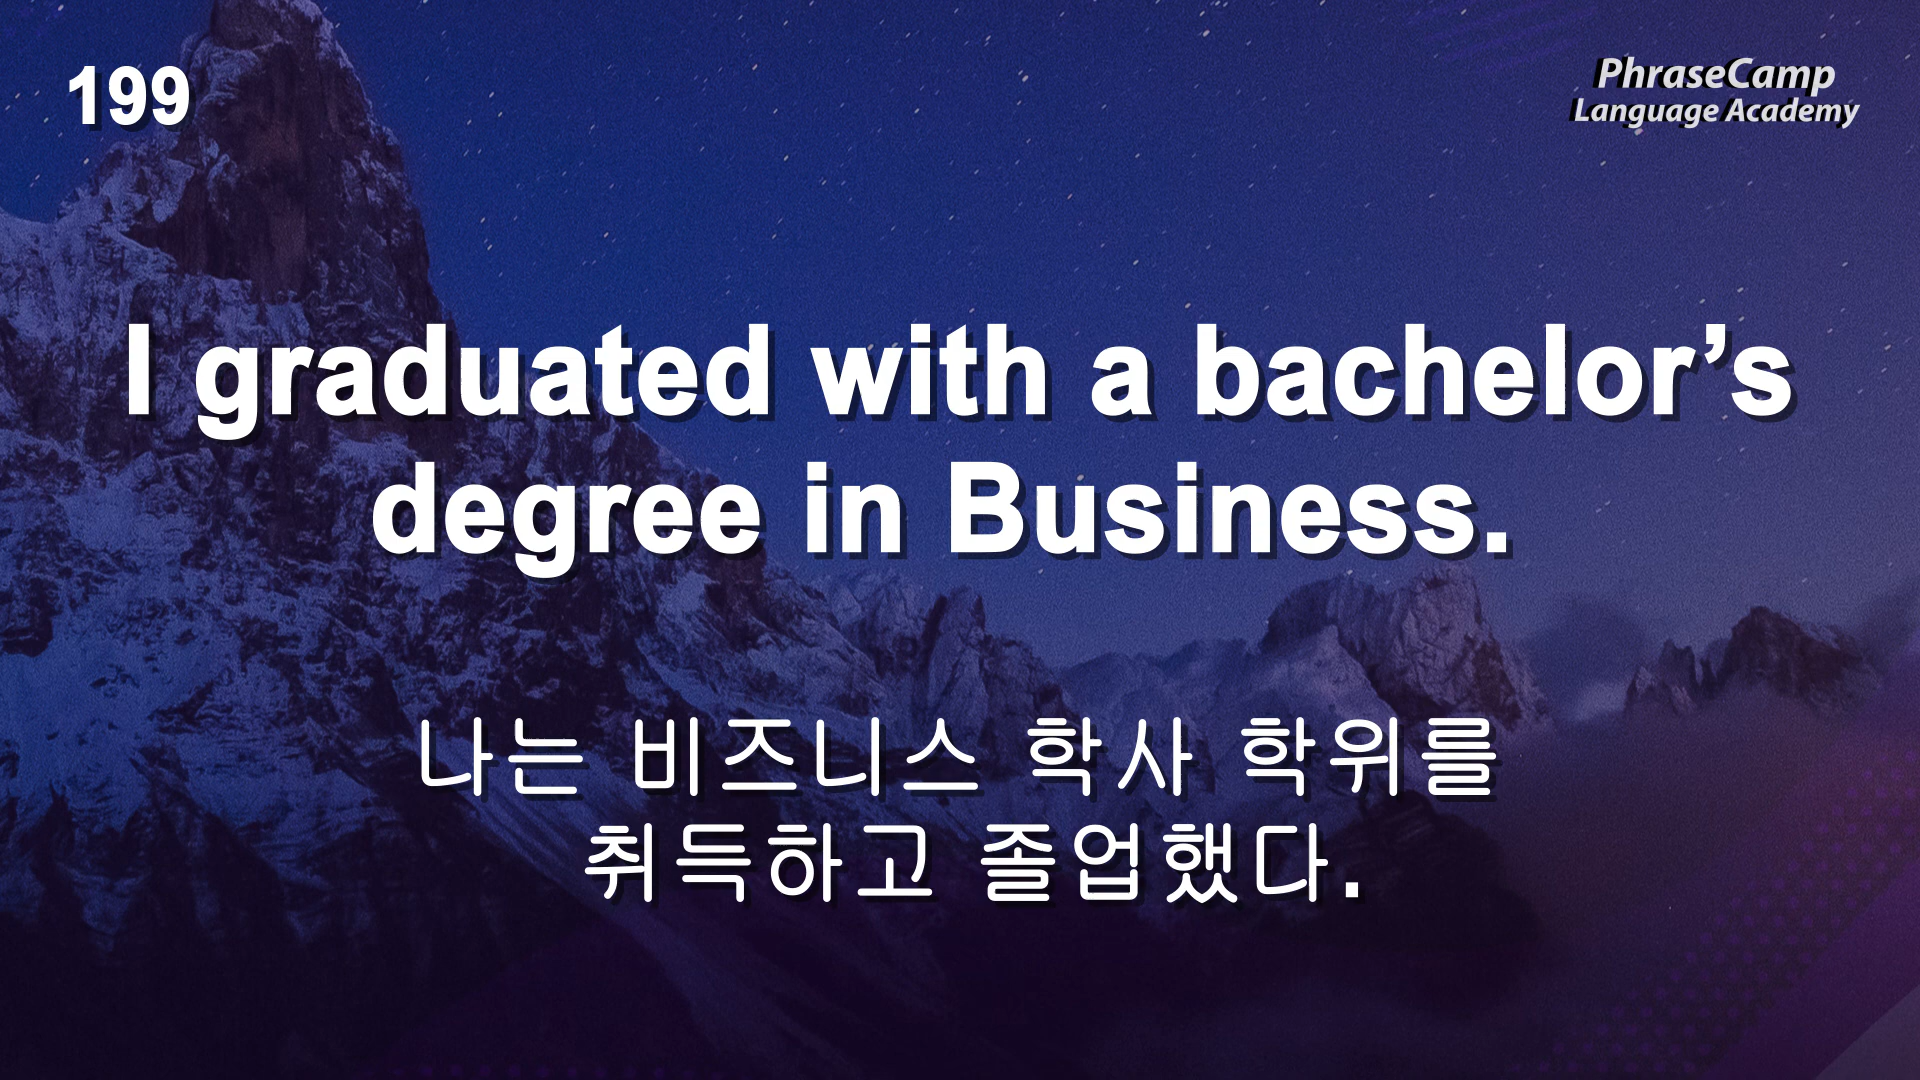 199
PhraseCamp
Language Academy
I graduated with a bachelor’s
degree in Business.
나는 비즈니스 학사 학위를
취득하고 졸업했다.